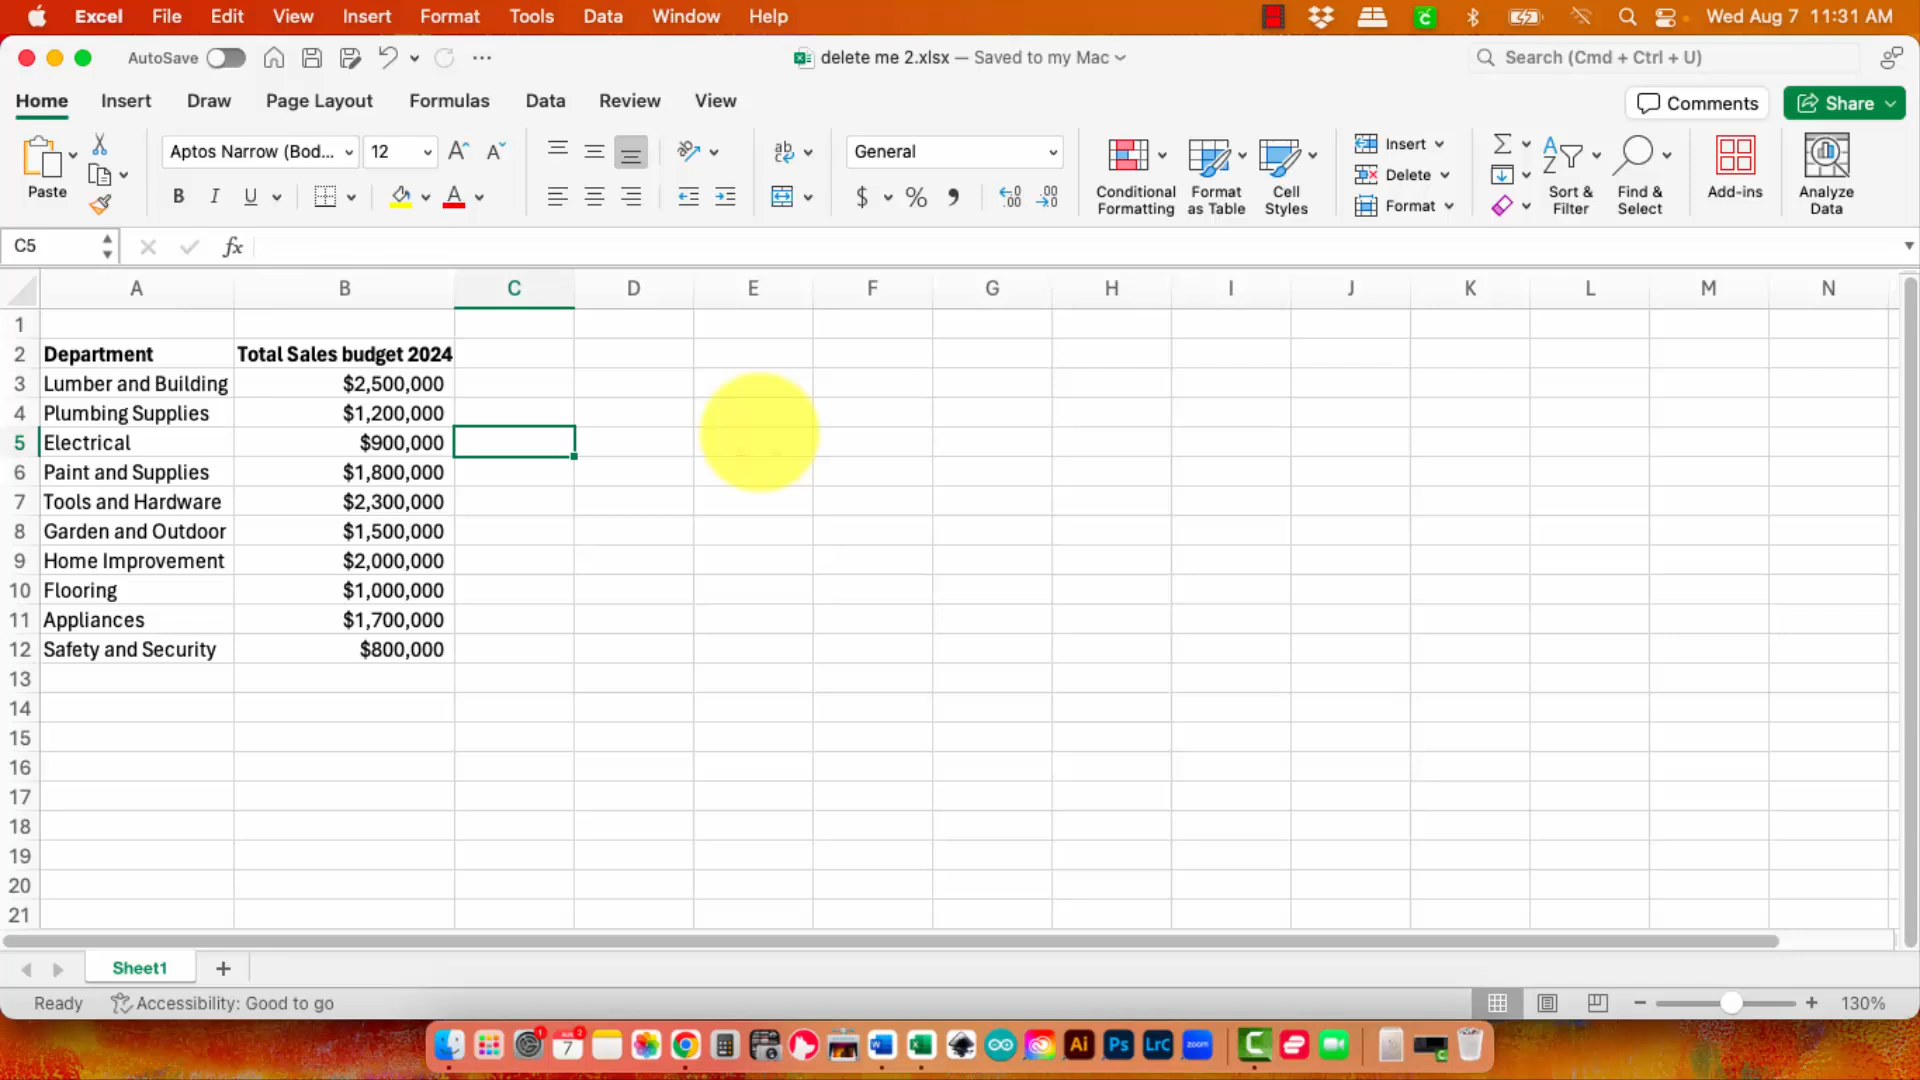 Excel File Edit View Insert Format Tools Data Window Help Wed Aug 7 11:31 AM
AutoSave delete me 2.xlsx — Saved to my Mac Search (Cmd + Ctrl + U)
Home Insert Draw Page Layout Formulas Data Review View Comments Share
Paste Aptos Narrow (Bod... 12 General
B I U $ % Conditional Formatting Format as Table Cell Styles Insert Delete Format Sort & Filter Find & Select Add-ins Analyze Data
C5 fx
A B C D E F G H I J K L M N
1
2 Department Total Sales budget 2024
3 Lumber and Building $2,500,000
4 Plumbing Supplies $1,200,000
5 Electrical $900,000
6 Paint and Supplies $1,800,000
7 Tools and Hardware $2,300,000
8 Garden and Outdoor $1,500,000
9 Home Improvement $2,000,000
10 Flooring $1,000,000
11 Appliances $1,700,000
12 Safety and Security $800,000
13
14
15
16
17
18
19
20
21
Sheet1
Ready Accessibility: Good to go 130%
7 Ai Ps LrC zoom